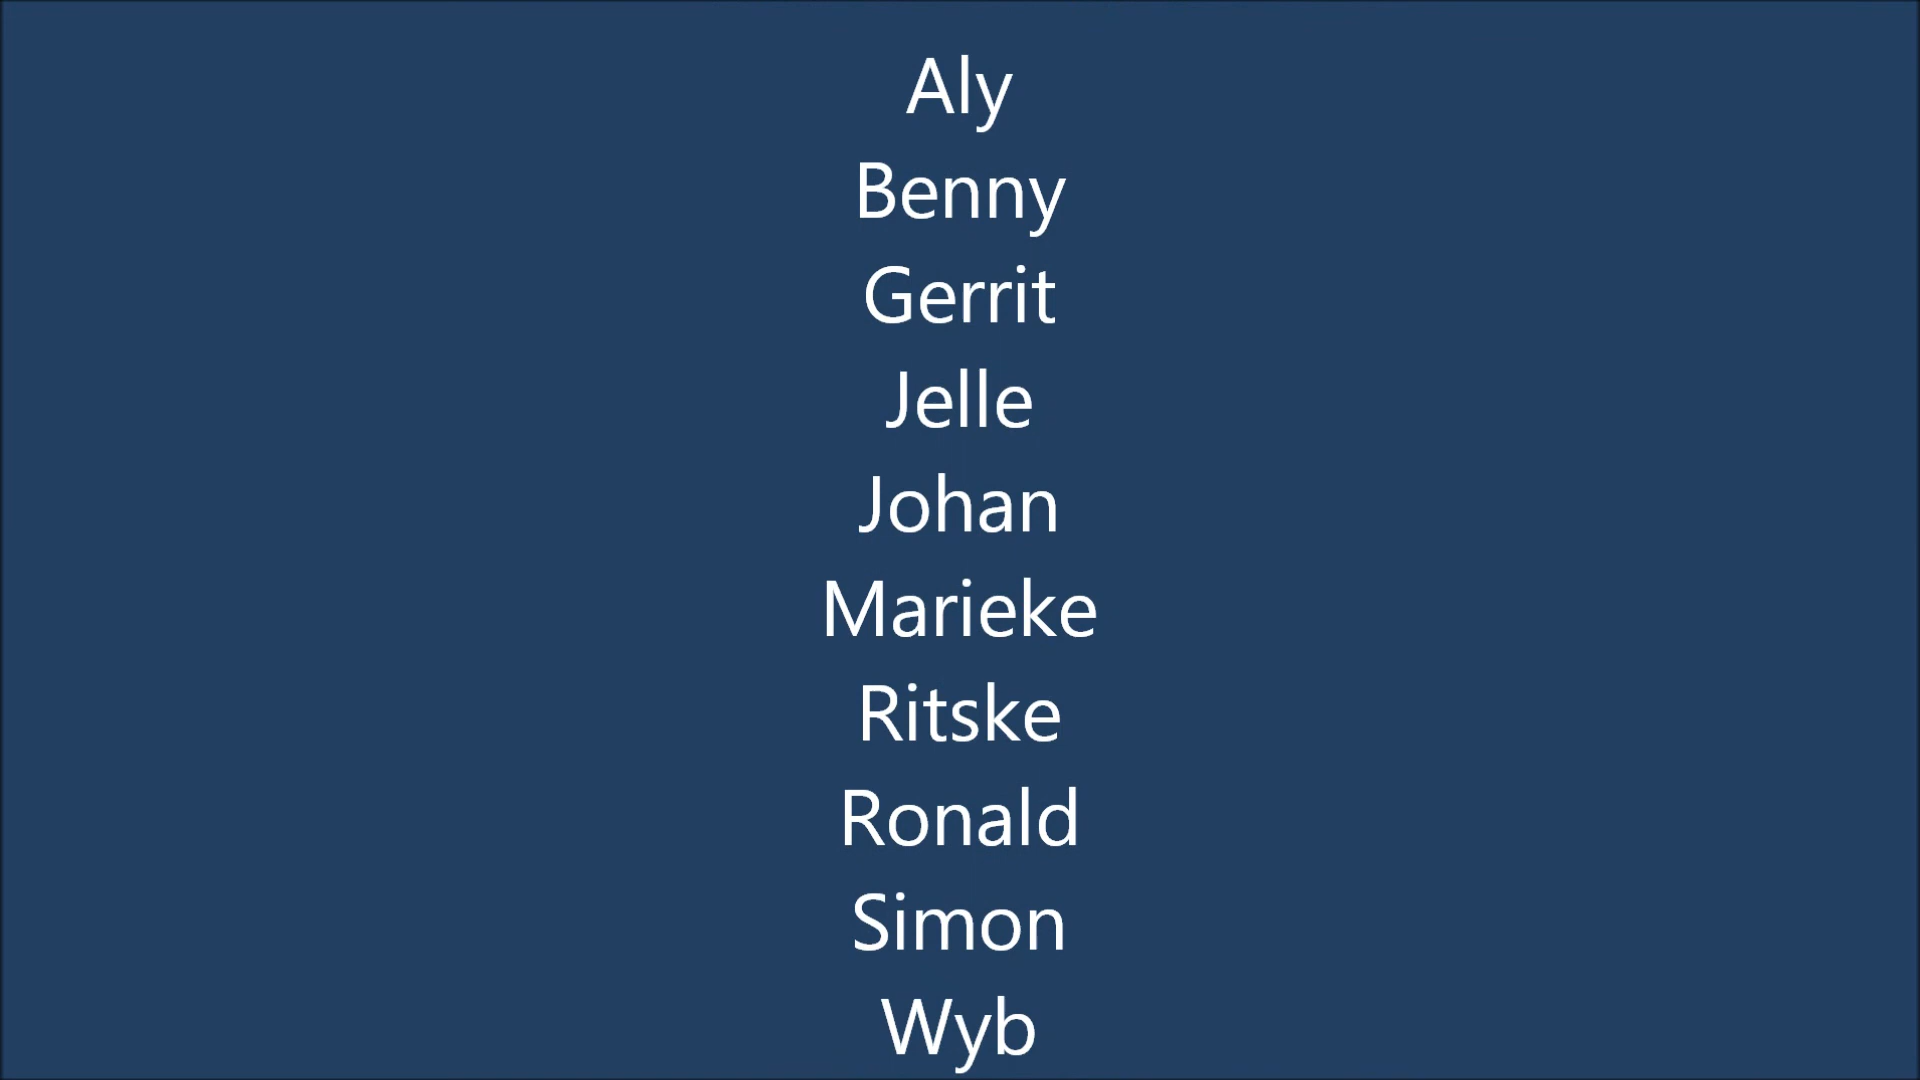 Aly
Benny
Gerrit
Jelle
Johan
Marieke
Ritske
Ronald
Simon
Wyb